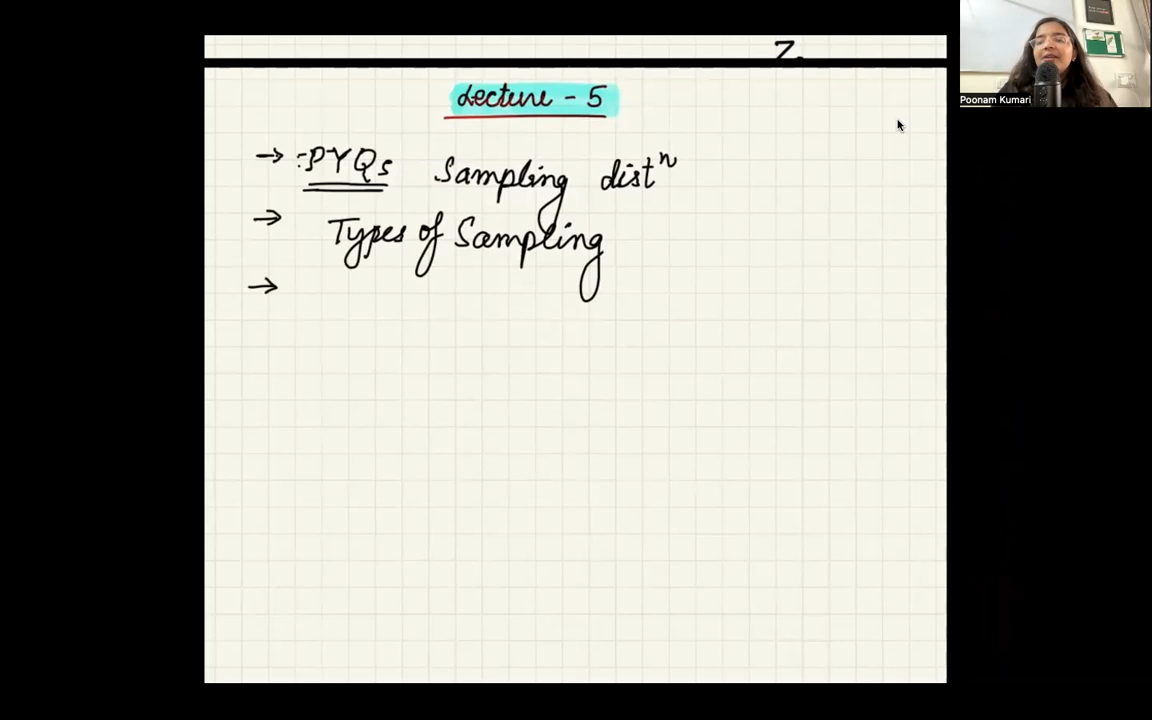 Poonam Kumari
Lecture - 5
→ PYQs Sampling distⁿ
→ Types of Sampling
→